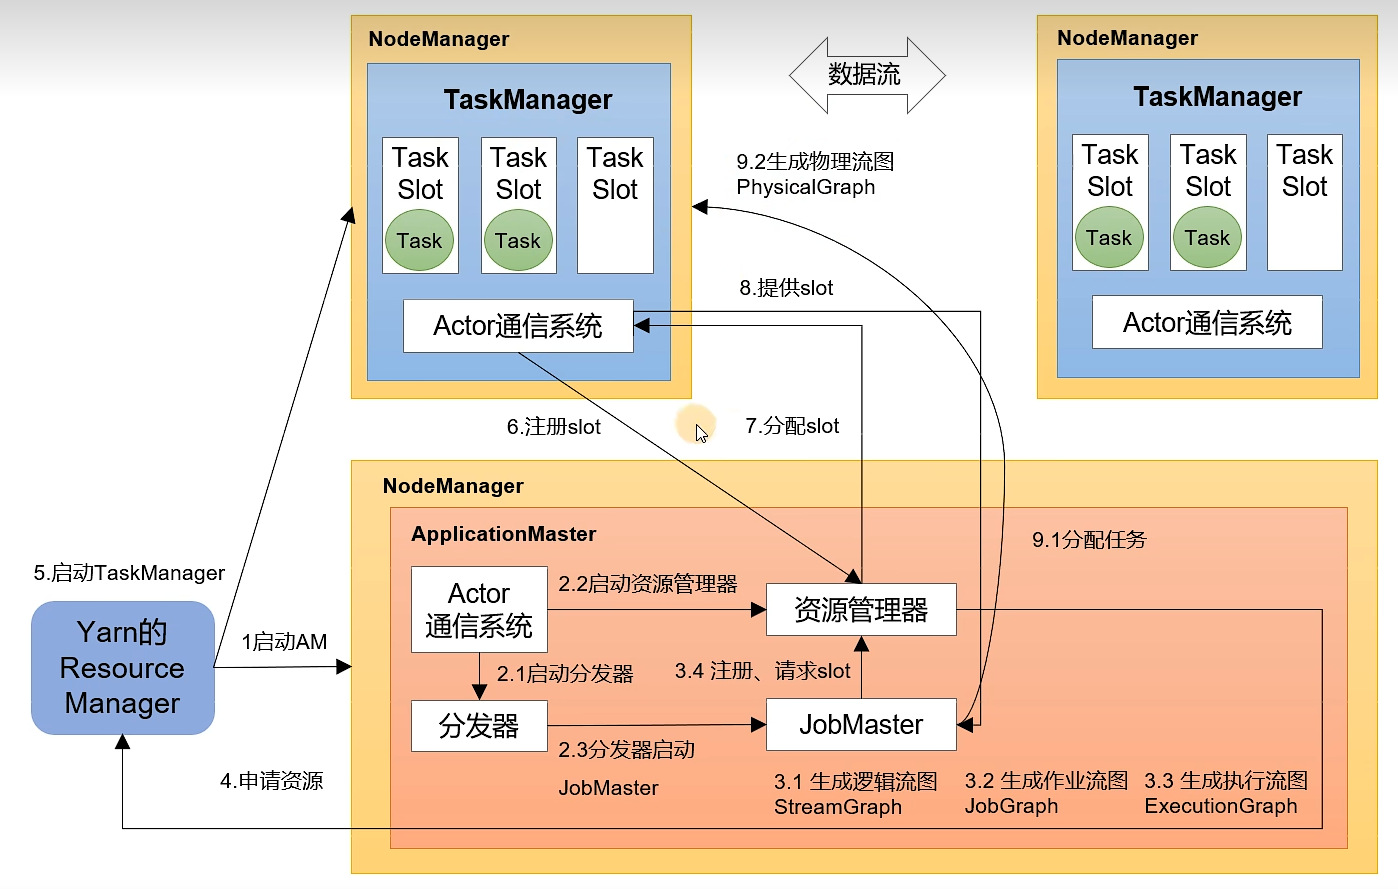 NodeManager
TaskManager
Task
Slot
Task
Task
Slot
Task
Task
Slot
Actor通信系统
数据流
NodeManager
TaskManager
Task
Slot
Task
Task
Slot
Task
Task
Slot
Actor通信系统
9.2生成物理流图
PhysicalGraph
8.提供slot
6.注册slot
7.分配slot
NodeManager
ApplicationMaster
9.1分配任务
5.启动TaskManager
Yarn的
Resource
Manager
1启动AM
4.申请资源
Actor
通信系统
2.2启动资源管理器
资源管理器
2.1启动分发器
3.4 注册、请求slot
分发器
2.3分发器启动
JobMaster
JobMaster
3.1 生成逻辑流图
StreamGraph
3.2 生成作业流图
JobGraph
3.3 生成执行流图
ExecutionGraph